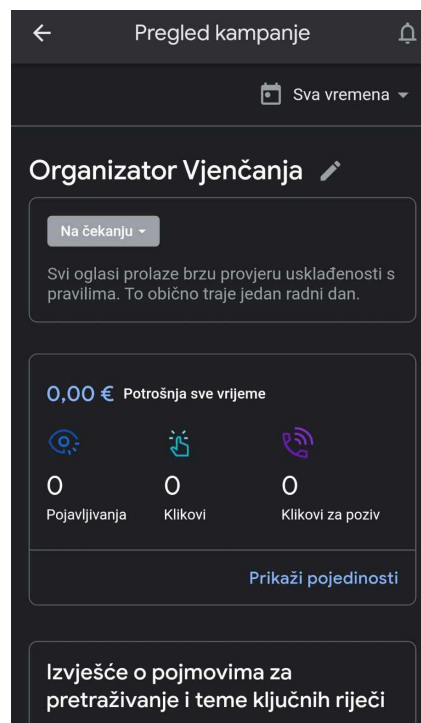 Pregled kampanje
Sva vremena
Organizator Vjenčanja
Na čekanju
Svi oglasi prolaze brzu provjeru usklađenosti s
pravilima. To obično traje jedan radni dan.
0,00 € Potrošnja sve vrijeme
0 0 0
Pojavljivanja Klikovi Klikovi za poziv
Prikaži pojedinosti
Izvješće o pojmovima za
pretraživanje i teme ključnih riječi